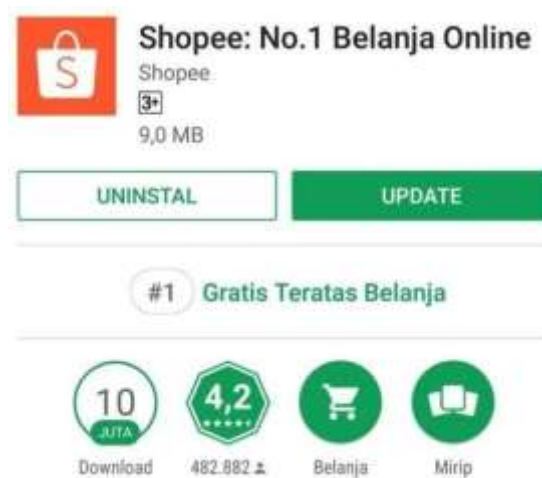 S
Shopee: No.1 Belanja Online
Shopee
3+
9,0 MB
UNINSTAL
UPDATE
#1 Gratis Teratas Belanja
10
JUTA
4,2
Download
482.882
Belanja
Mirip